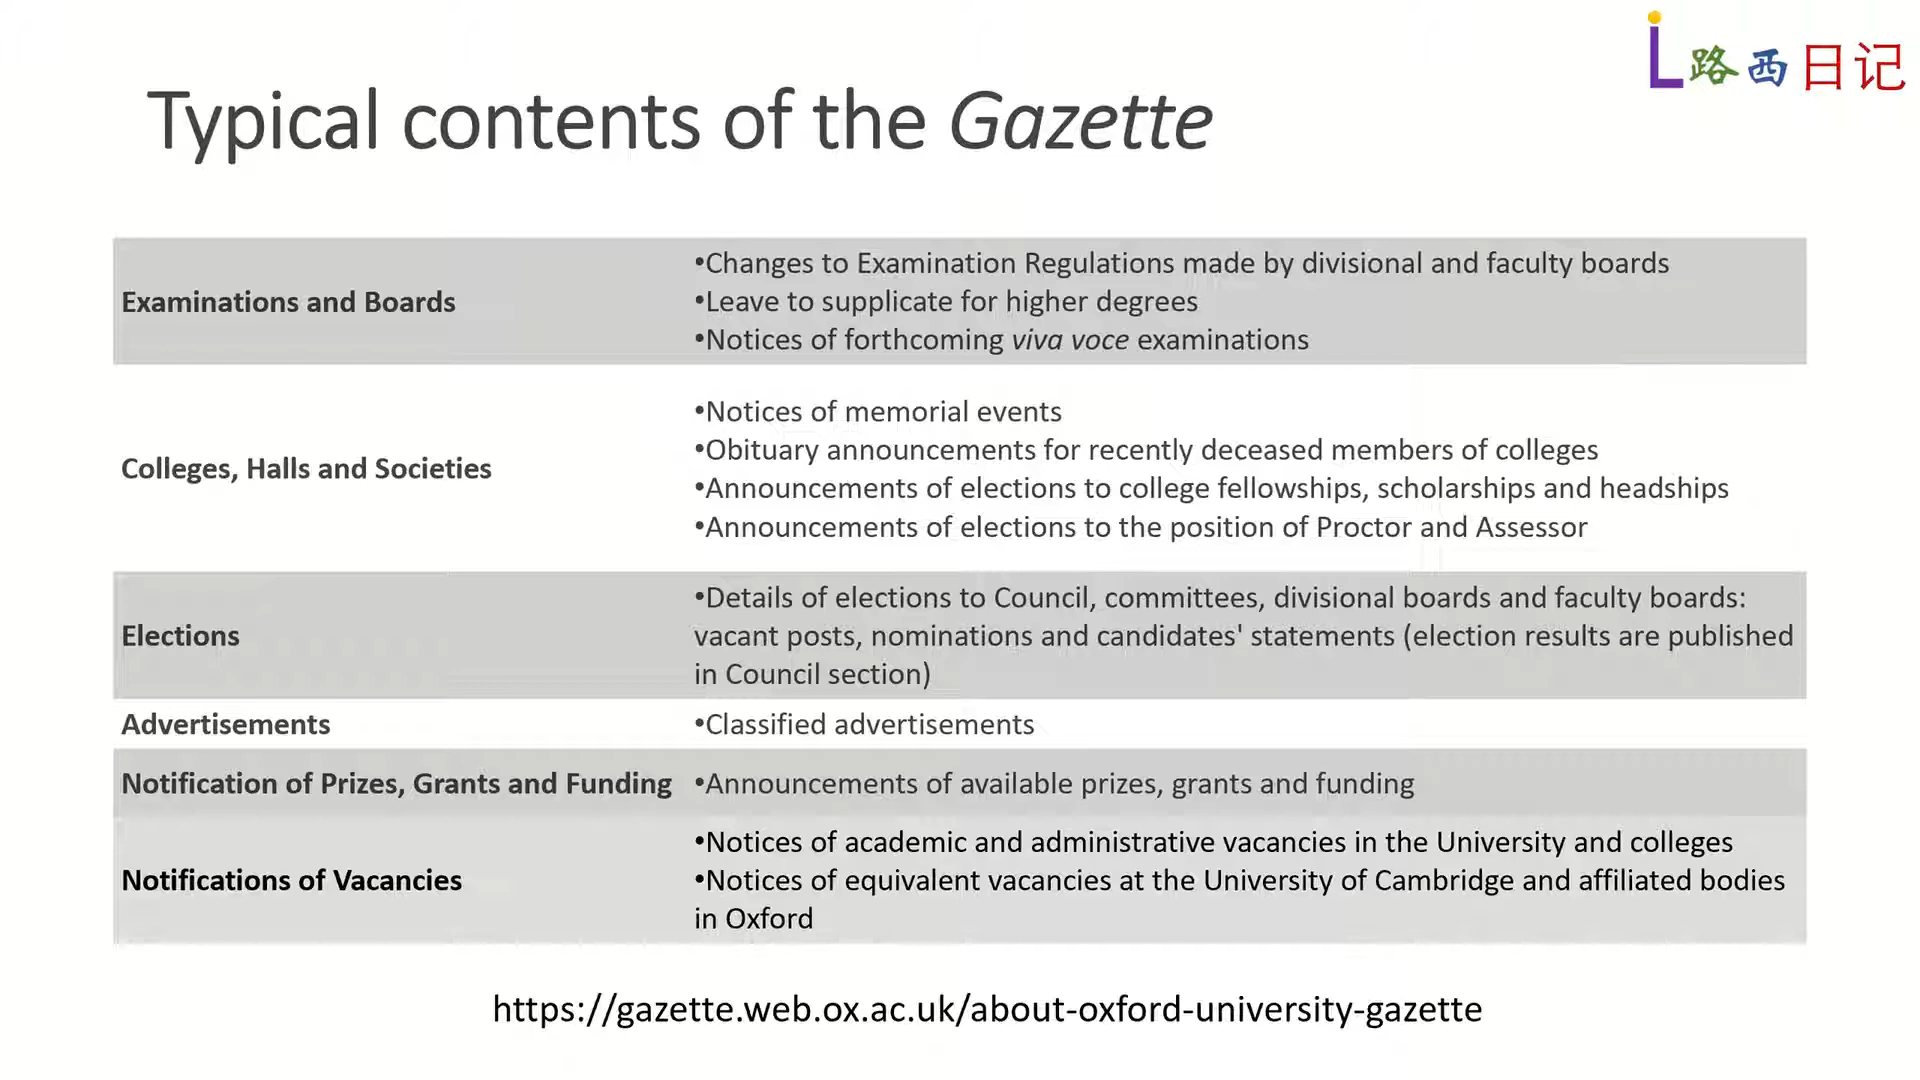 L路西日记
Typical contents of the Gazette
Examinations and Boards
•Changes to Examination Regulations made by divisional and faculty boards
•Leave to supplicate for higher degrees
•Notices of forthcoming viva voce examinations
Colleges, Halls and Societies
•Notices of memorial events
•Obituary announcements for recently deceased members of colleges
•Announcements of elections to college fellowships, scholarships and headships
•Announcements of elections to the position of Proctor and Assessor
Elections
•Details of elections to Council, committees, divisional boards and faculty boards:
vacant posts, nominations and candidates' statements (election results are published
in Council section)
Advertisements
•Classified advertisements
Notification of Prizes, Grants and Funding
•Announcements of available prizes, grants and funding
Notifications of Vacancies
•Notices of academic and administrative vacancies in the University and colleges
•Notices of equivalent vacancies at the University of Cambridge and affiliated bodies
in Oxford
https://gazette.web.ox.ac.uk/about-oxford-university-gazette